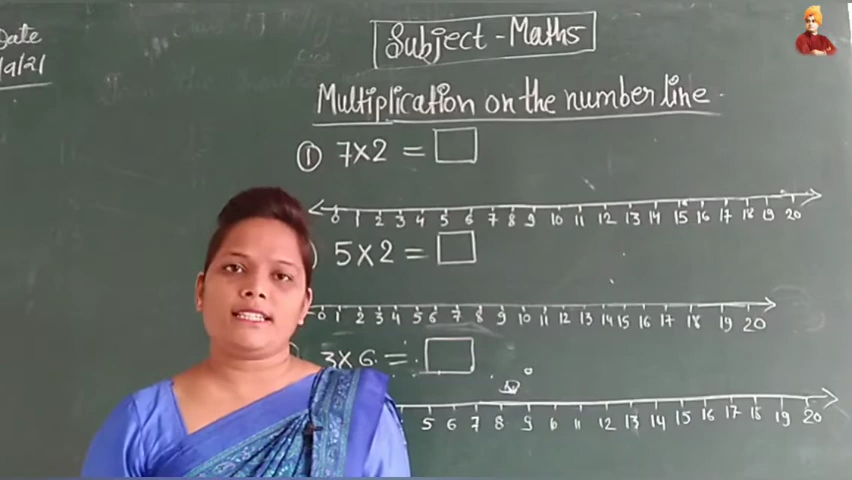 Date
/9/21
Subject - Maths
Multiplication on the number line
① 7×2 =
0 1 2 3 4 5 6 7 8 9 10 11 12 13 14 15 16 17 18 19 20
) 5×2 =
0 1 2 3 4 5 6 7 8 9 10 11 12 13 14 15 16 17 18 19 20
) 3×6 =
5 6 7 8 9 10 11 12 13 14 15 16 17 18 19 20